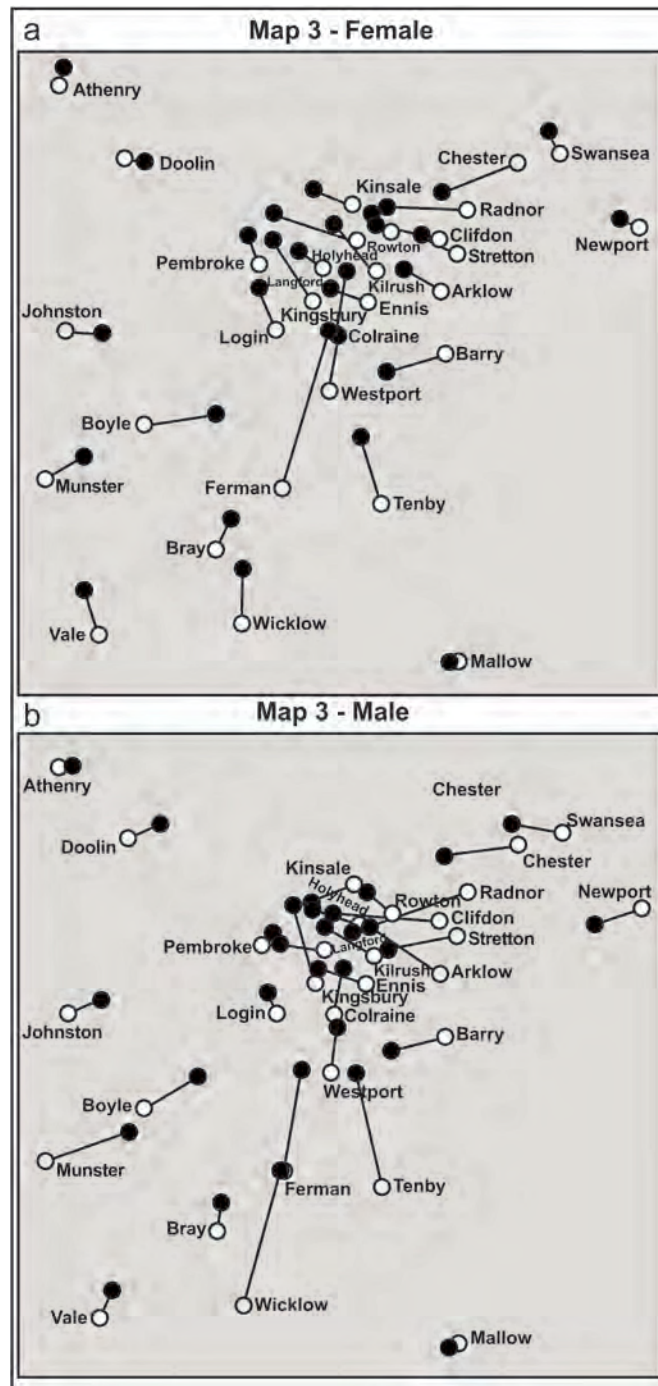 a
Map 3 - Female
Athenry
Doolin
Chester
Swansea
Kinsale
Radnor
Newport
Rowton
Clifdon
Stretton
Pembroke
Holyhead
Langford
Kilrush
Arklow
Johnston
Login
Kingsbury
Ennis
Colraine
Barry
Westport
Boyle
Munster
Ferman
Tenby
Bray
Vale
Wicklow
Mallow
b
Map 3 - Male
Athenry
Chester
Swansea
Doolin
Chester
Kinsale
Holyhead
Rowton
Radnor
Newport
Clifdon
Stretton
Pembroke
Langford
Kilrush
Arklow
Ennis
Kingsbury
Johnston
Login
Colraine
Barry
Westport
Boyle
Munster
Ferman
Tenby
Bray
Vale
Wicklow
Mallow